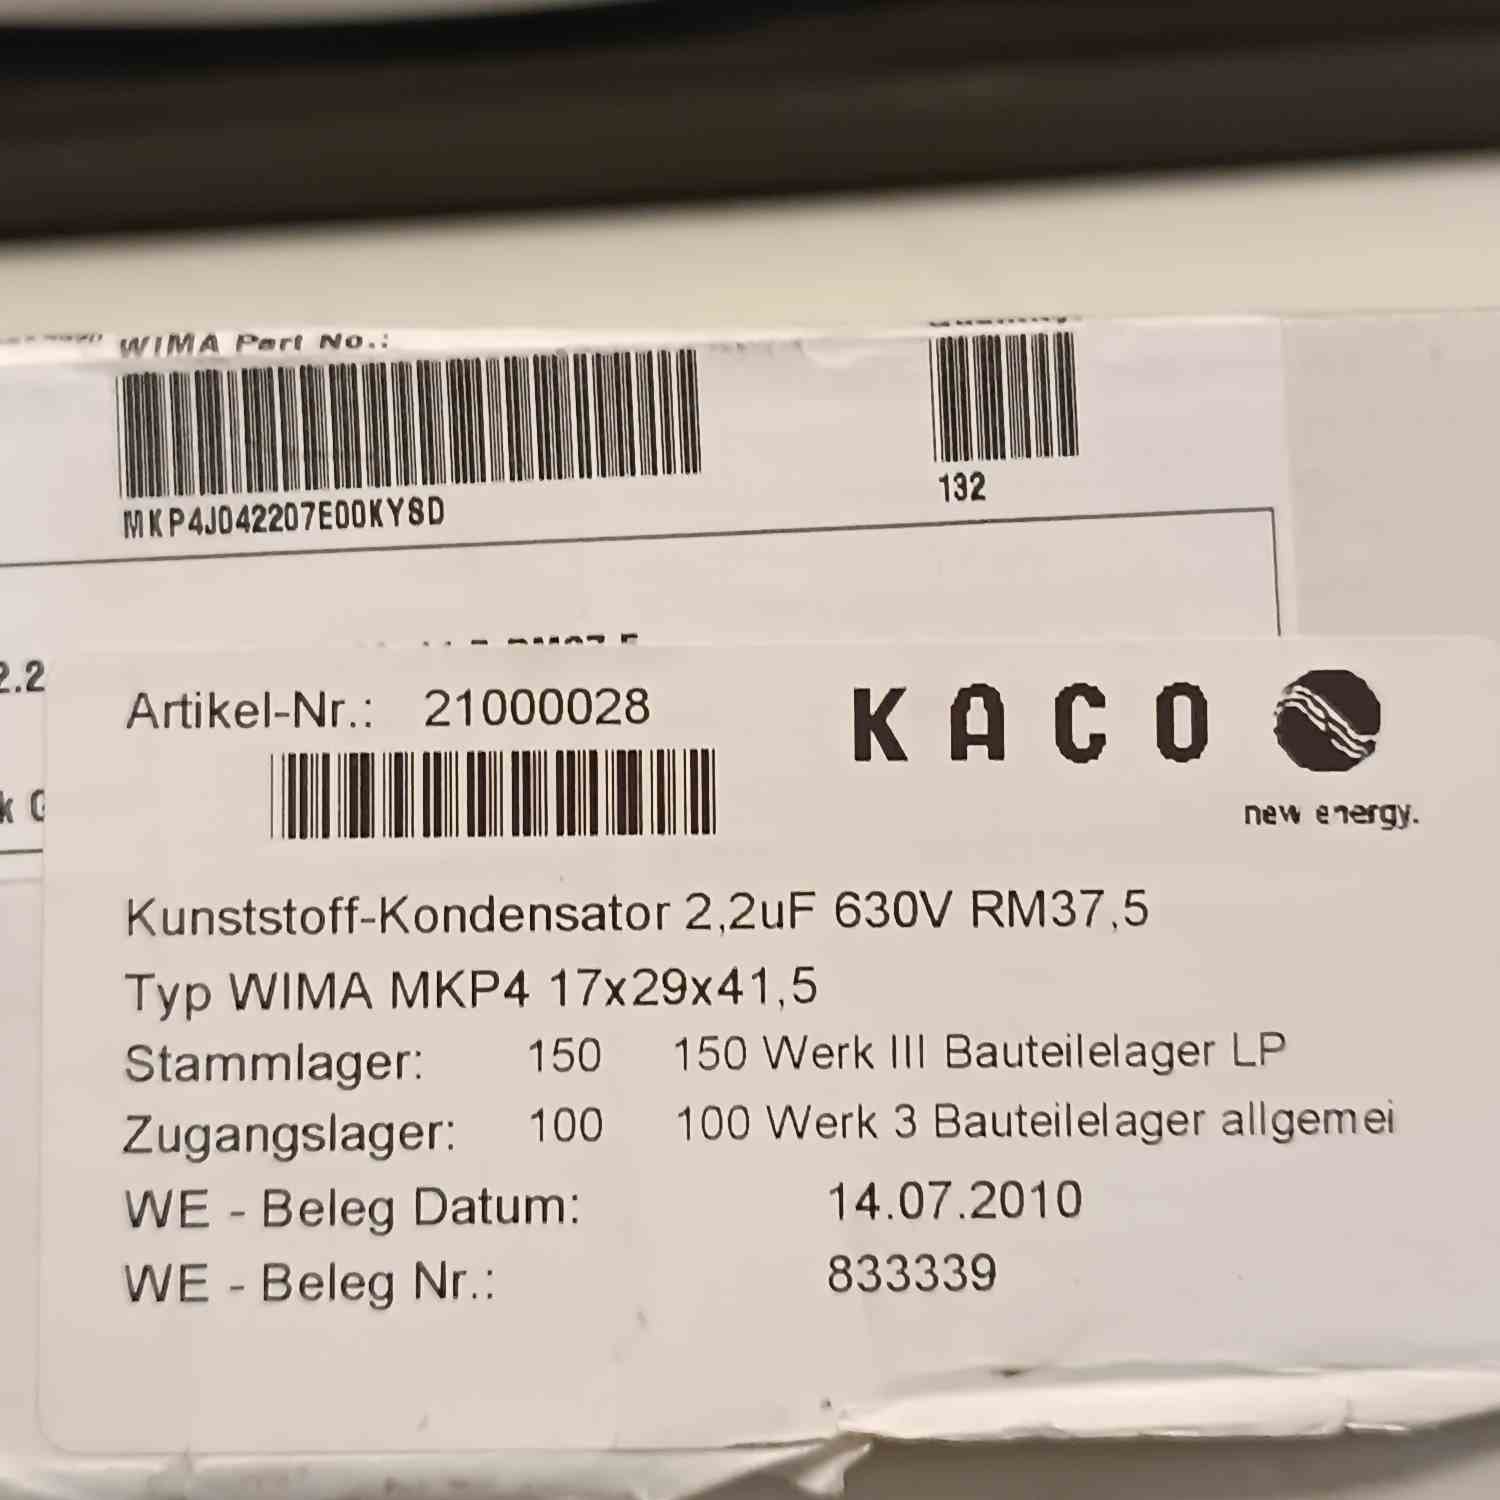 WIMA Part No.:
MKP4J042207E00KYSD
132
2.2
Artikel-Nr.: 21000028
KACO
new energy.
Kunststoff-Kondensator 2,2uF 630V RM37,5
Typ WIMA MKP4 17x29x41,5
Stammlager: 150 150 Werk III Bauteilelager LP
Zugangslager: 100 100 Werk 3 Bauteilelager allgemei
WE - Beleg Datum: 14.07.2010
WE - Beleg Nr.: 833339